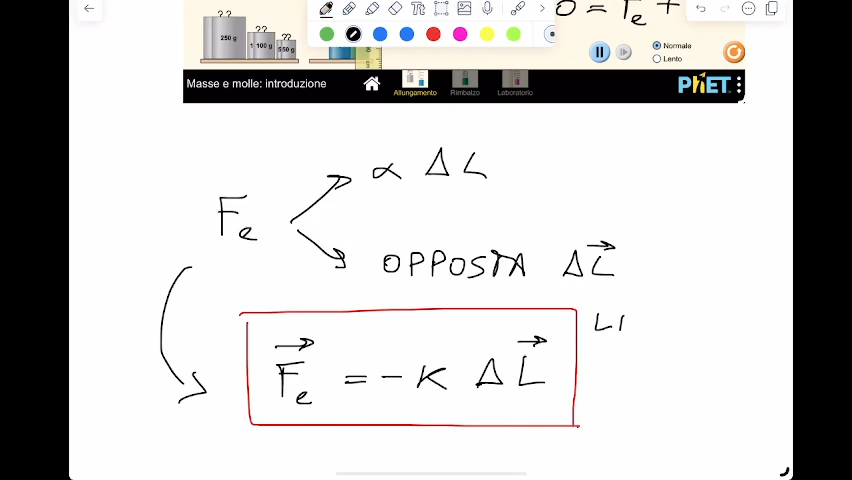 0 = Fe +
250 g
100 g
50 g
Normale
Lento
Masse e molle: introduzione
Allungamento
Rimbalzo
Laboratorio
PhET
∝ ΔL
Fe
OPPOSTA ΔL⃗
LI
F⃗e = - K ΔL⃗